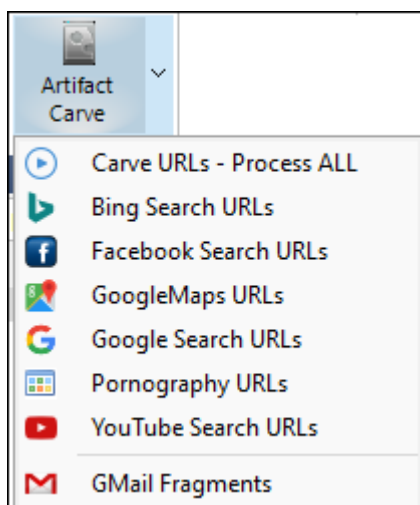 Artifact
Carve
Carve URLs - Process ALL
Bing Search URLs
Facebook Search URLs
GoogleMaps URLs
Google Search URLs
Pornography URLs
YouTube Search URLs
GMail Fragments